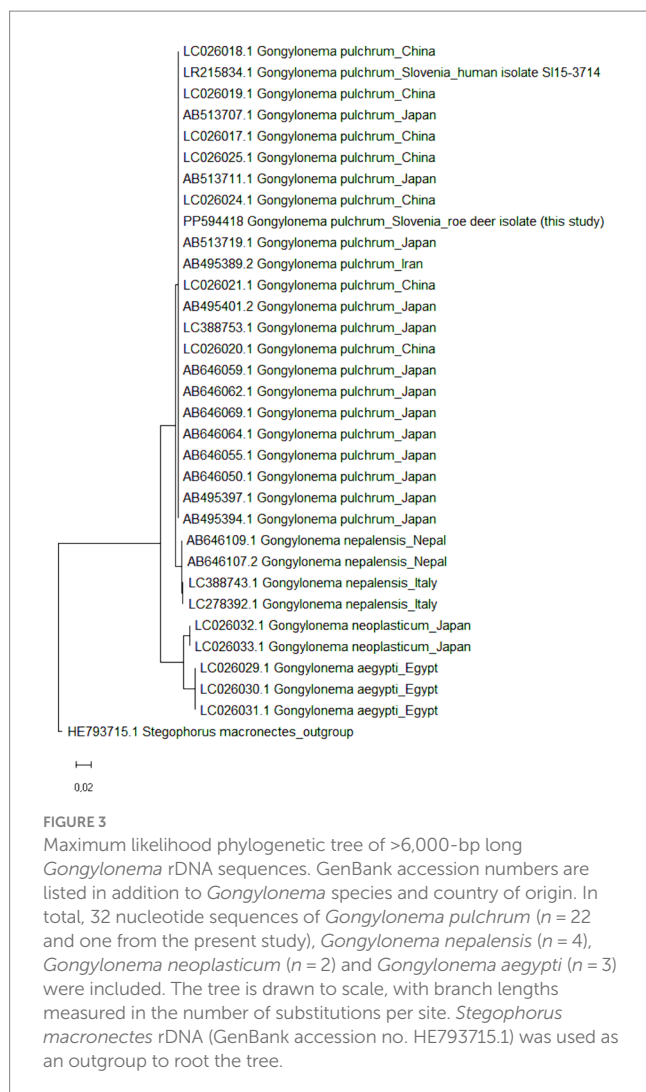 LC026018.1 Gongylonema pulchrum_China
LR215834.1 Gongylonema pulchrum_Slovenia_human isolate SI15-3714
LC026019.1 Gongylonema pulchrum_China
AB513707.1 Gongylonema pulchrum_Japan
LC026017.1 Gongylonema pulchrum_China
LC026025.1 Gongylonema pulchrum_China
AB513711.1 Gongylonema pulchrum_Japan
LC026024.1 Gongylonema pulchrum_China
PP594418 Gongylonema pulchrum_Slovenia_roe deer isolate (this study)
AB513719.1 Gongylonema pulchrum_Japan
AB495389.2 Gongylonema pulchrum_Iran
LC026021.1 Gongylonema pulchrum_China
AB495401.2 Gongylonema pulchrum_Japan
LC388753.1 Gongylonema pulchrum_Japan
LC026020.1 Gongylonema pulchrum_China
AB646059.1 Gongylonema pulchrum_Japan
AB646062.1 Gongylonema pulchrum_Japan
AB646069.1 Gongylonema pulchrum_Japan
AB646064.1 Gongylonema pulchrum_Japan
AB646055.1 Gongylonema pulchrum_Japan
AB646050.1 Gongylonema pulchrum_Japan
AB495397.1 Gongylonema pulchrum_Japan
AB495394.1 Gongylonema pulchrum_Japan
AB646109.1 Gongylonema nepalensis_Nepal
AB646107.2 Gongylonema nepalensis_Nepal
LC388743.1 Gongylonema nepalensis_Italy
LC278392.1 Gongylonema nepalensis_Italy
LC026032.1 Gongylonema neoplasticum_Japan
LC026033.1 Gongylonema neoplasticum_Japan
LC026029.1 Gongylonema aegypti_Egypt
LC026030.1 Gongylonema aegypti_Egypt
LC026031.1 Gongylonema aegypti_Egypt
HE793715.1 Stegophorus macronectes_outgroup
0,02
FIGURE 3
Maximum likelihood phylogenetic tree of >6,000-bp long
Gongylonema rDNA sequences. GenBank accession numbers are
listed in addition to Gongylonema species and country of origin. In
total, 32 nucleotide sequences of Gongylonema pulchrum (n = 22
and one from the present study), Gongylonema nepalensis (n = 4),
Gongylonema neoplasticum (n = 2) and Gongylonema aegypti (n = 3)
were included. The tree is drawn to scale, with branch lengths
measured in the number of substitutions per site. Stegophorus
macronectes rDNA (GenBank accession no. HE793715.1) was used as
an outgroup to root the tree.